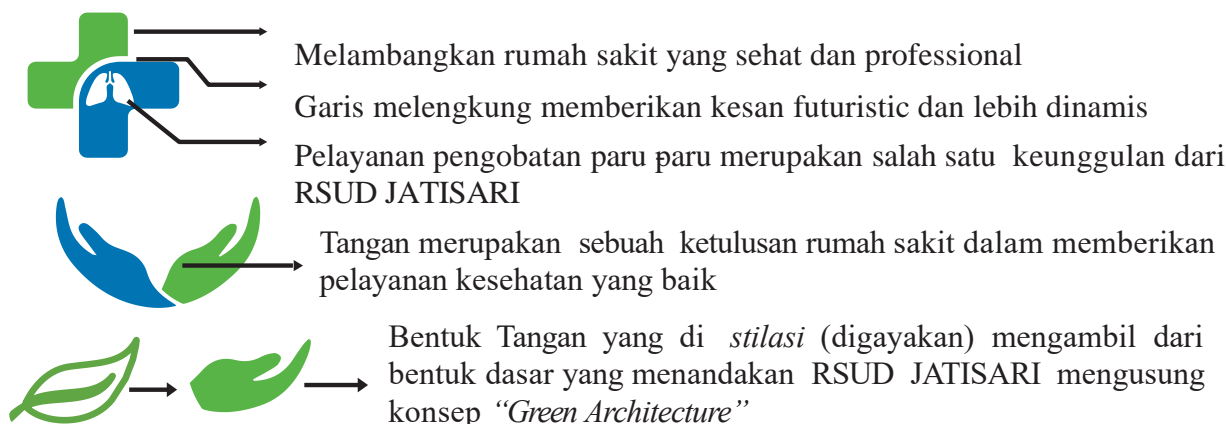 Melambangkan rumah sakit yang sehat dan professional
Garis melengkung memberikan kesan futuristic dan lebih dinamis
Pelayanan pengobatan paru -paru merupakan salah satu keunggulan dari
RSUD JATISARI
Tangan merupakan sebuah ketulusan rumah sakit dalam memberikan
pelayanan kesehatan yang baik
Bentuk Tangan yang di stilasi (digayakan) mengambil dari
bentuk dasar yang menandakan RSUD JATISARI mengusung
konsep “Green Architecture”